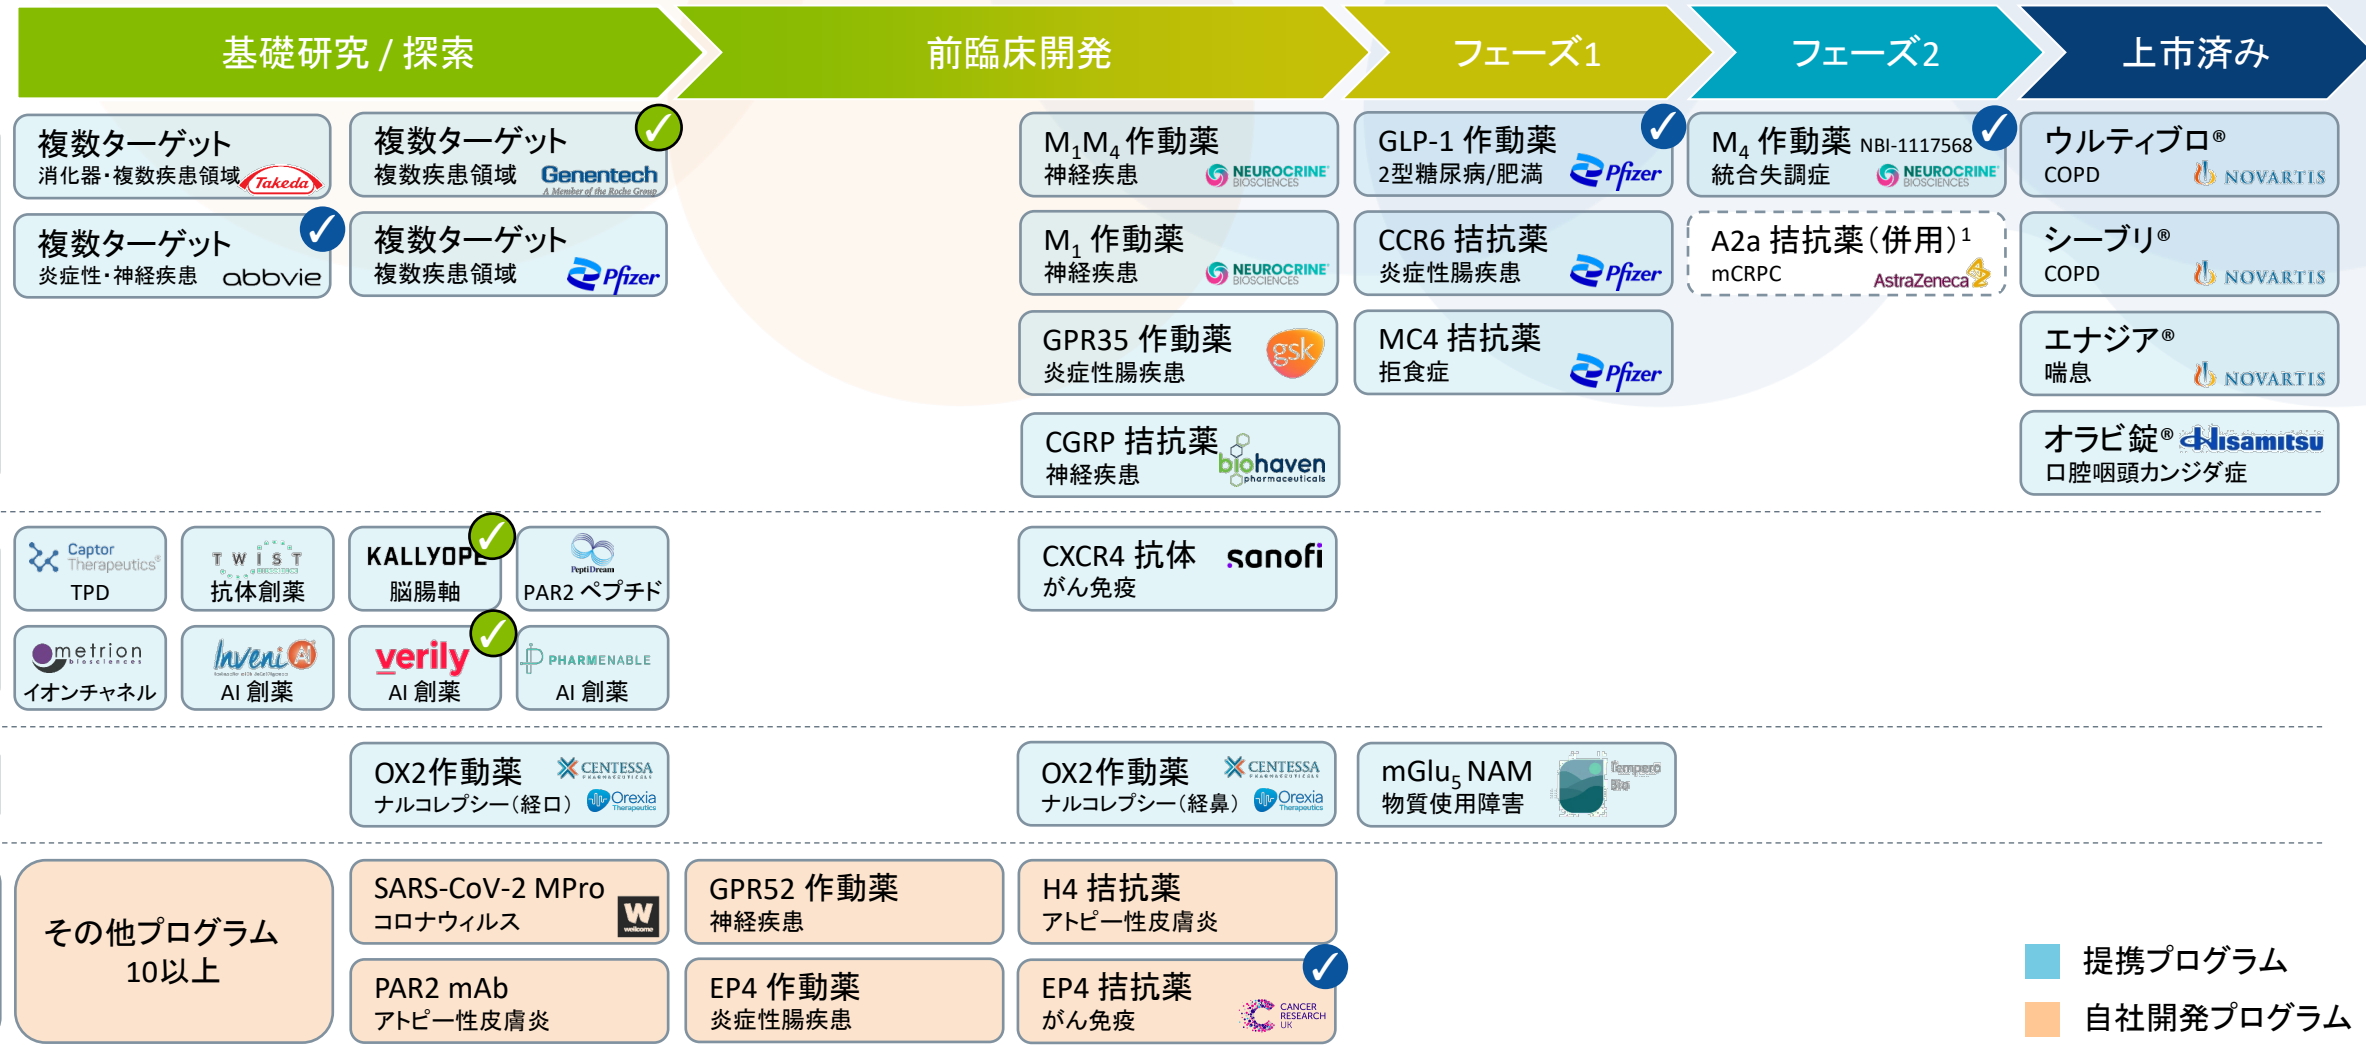 基礎研究 / 探索
前臨床開発
フェーズ1
フェーズ2
上市済み
複数ターゲット
消化器・複数疾患領域
Takeda
複数ターゲット
複数疾患領域
Genentech
A Member of the Roche Group
M1M4 作動薬
神経疾患
NEUROCRINE
BIOSCIENCES
GLP-1 作動薬
2型糖尿病/肥満
Pfizer
M4 作動薬 NBI-1117568
統合失調症
NEUROCRINE
BIOSCIENCES
ウルティブロ®
COPD
NOVARTIS
複数ターゲット
炎症性・神経疾患
abbvie
複数ターゲット
複数疾患領域
Pfizer
M1 作動薬
神経疾患
NEUROCRINE
BIOSCIENCES
CCR6 拮抗薬
炎症性腸疾患
Pfizer
A2a 拮抗薬（併用）1
mCRPC
AstraZeneca
シーブリ®
COPD
NOVARTIS
GPR35 作動薬
炎症性腸疾患
gsk
MC4 拮抗薬
拒食症
Pfizer
エナジア®
喘息
NOVARTIS
CGRP 拮抗薬
神経疾患
biohaven
pharmaceuticals
オラビ錠®
Hisamitsu
口腔咽頭カンジダ症
Captor
Therapeutics®
TPD
TWIST
抗体創薬
KALLYOPE
脳腸軸
PeptiDream
PAR2 ペプチド
CXCR4 抗体
がん免疫
sanofi
metrion
biosciences
イオンチャネル
InveniAI
AI 創薬
verily
AI 創薬
PHARMENABLE
AI 創薬
OX2作動薬
ナルコレプシー（経口）
CENTESSA
PHARMACEUTICALS
Orexia
Therapeutics
OX2作動薬
ナルコレプシー（経鼻）
CENTESSA
PHARMACEUTICALS
Orexia
Therapeutics
mGlu5 NAM
物質使用障害
Tempero
Bio
その他プログラム
10以上
SARS-CoV-2 MPro
コロナウィルス
W
wellcome
GPR52 作動薬
神経疾患
H4 拮抗薬
アトピー性皮膚炎
PAR2 mAb
アトピー性皮膚炎
EP4 作動薬
炎症性腸疾患
EP4 拮抗薬
がん免疫
CANCER
RESEARCH
UK
提携プログラム
自社開発プログラム